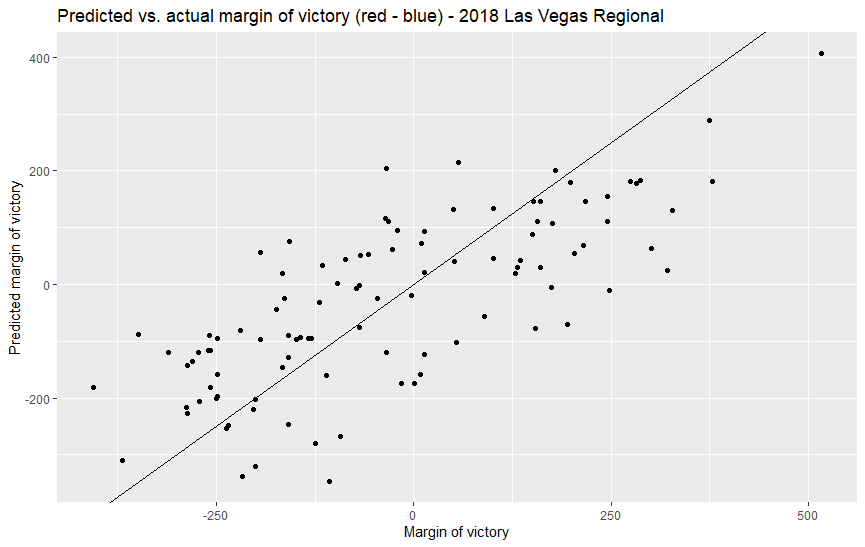 Predicted vs. actual margin of victory (red - blue) - 2018 Las Vegas Regional
Predicted margin of victory
400
200
0
-200
-250
0
250
500
Margin of victory